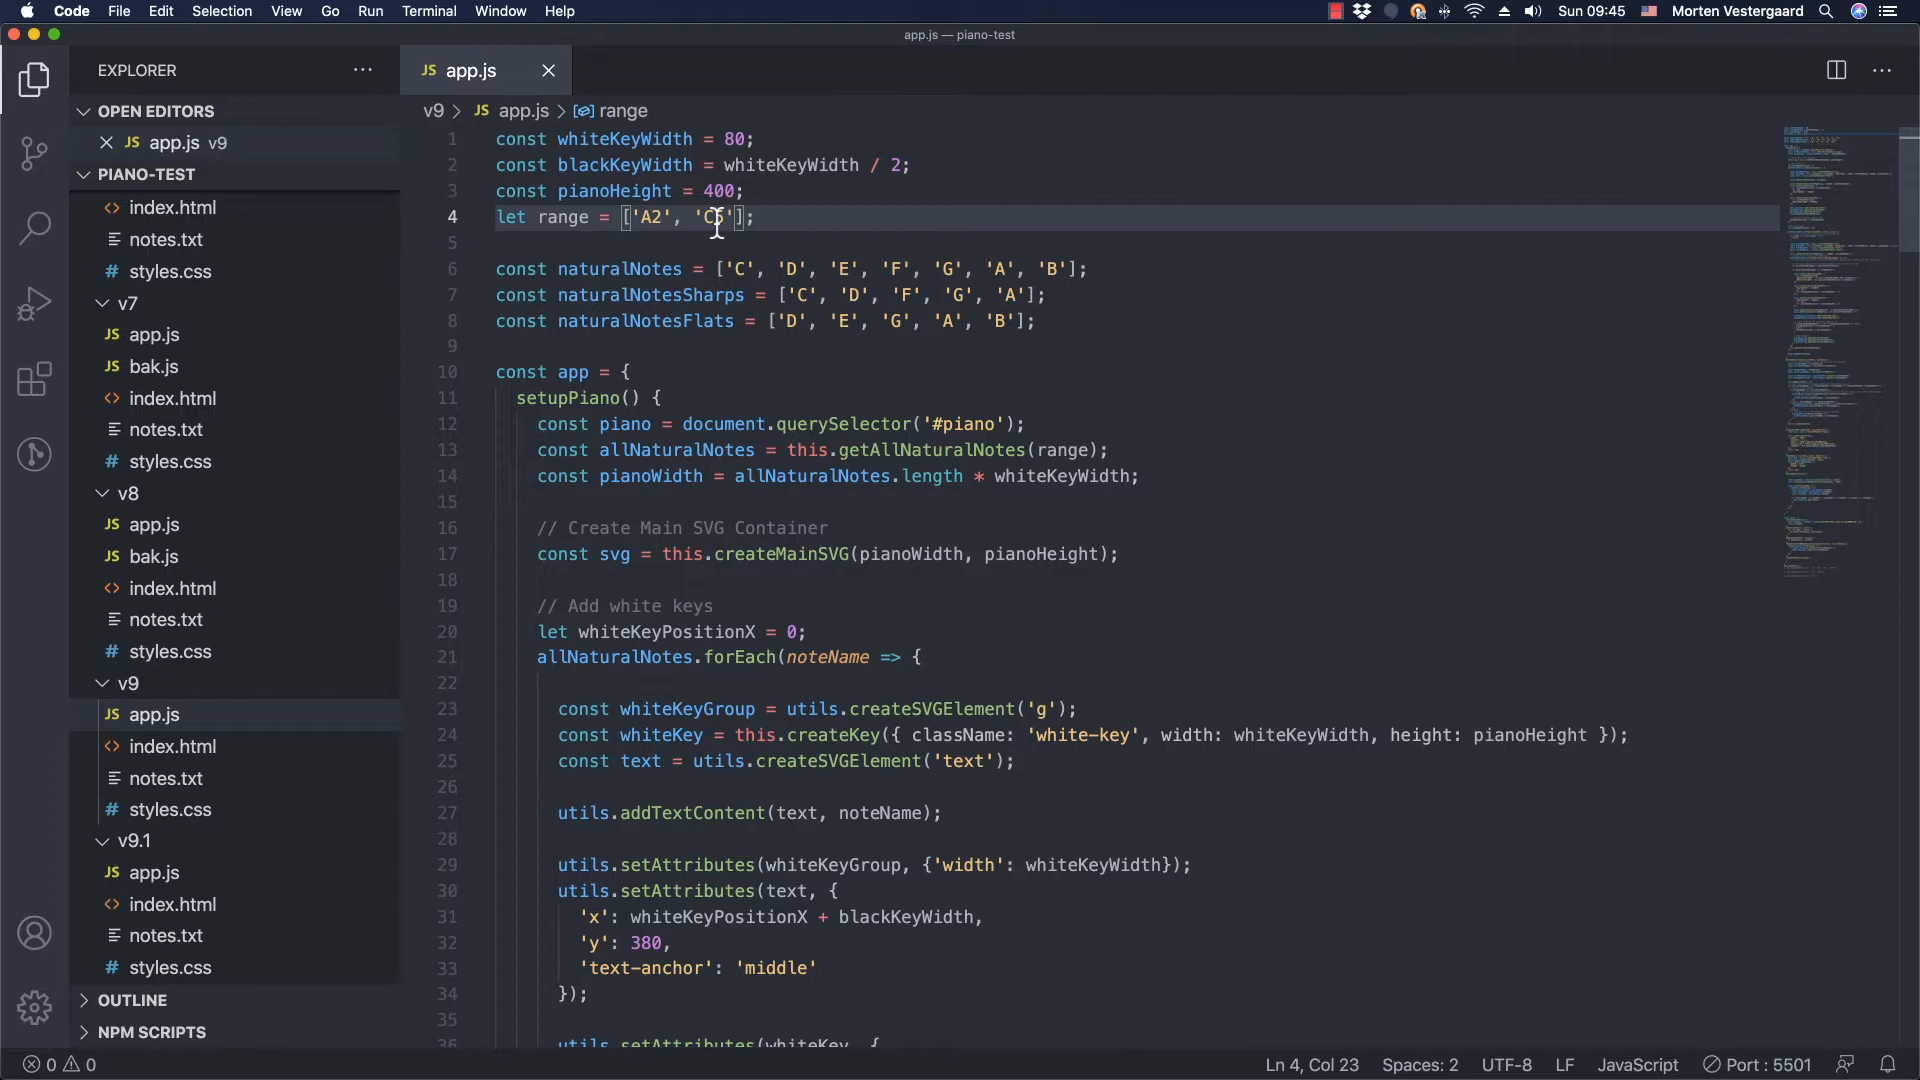 Code File Edit Selection View Go Run Terminal Window Help Sun 09:45 Morten Vestergaard
app.js — piano-test
EXPLORER
OPEN EDITORS
JS app.js v9
PIANO-TEST
<> index.html
notes.txt
# styles.css
v7
JS app.js
JS bak.js
<> index.html
notes.txt
# styles.css
v8
JS app.js
JS bak.js
<> index.html
notes.txt
# styles.css
v9
JS app.js
<> index.html
notes.txt
# styles.css
v9.1
JS app.js
<> index.html
notes.txt
# styles.css
OUTLINE
NPM SCRIPTS
JS app.js
v9 > JS app.js > range
1 const whiteKeyWidth = 80;
2 const blackKeyWidth = whiteKeyWidth / 2;
3 const pianoHeight = 400;
4 let range = ['A2', 'C5'];
5
6 const naturalNotes = ['C', 'D', 'E', 'F', 'G', 'A', 'B'];
7 const naturalNotesSharps = ['C', 'D', 'F', 'G', 'A'];
8 const naturalNotesFlats = ['D', 'E', 'G', 'A', 'B'];
9
10 const app = {
11 setupPiano() {
12 const piano = document.querySelector('#piano');
13 const allNaturalNotes = this.getAllNaturalNotes(range);
14 const pianoWidth = allNaturalNotes.length * whiteKeyWidth;
15
16 // Create Main SVG Container
17 const svg = this.createMainSVG(pianoWidth, pianoHeight);
18
19 // Add white keys
20 let whiteKeyPositionX = 0;
21 allNaturalNotes.forEach(noteName => {
22
23 const whiteKeyGroup = utils.createSVGElement('g');
24 const whiteKey = this.createKey({ className: 'white-key', width: whiteKeyWidth, height: pianoHeight });
25 const text = utils.createSVGElement('text');
26
27 utils.addTextContent(text, noteName);
28
29 utils.setAttributes(whiteKeyGroup, {'width': whiteKeyWidth});
30 utils.setAttributes(text, {
31 'x': whiteKeyPositionX + blackKeyWidth,
32 'y': 380,
33 'text-anchor': 'middle'
34 });
35
36 utils.setAttributes(whiteKey, {
0 0 Ln 4, Col 23 Spaces: 2 UTF-8 LF JavaScript Port : 5501